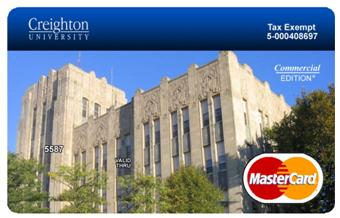 Creighton
UNIVERSITY
Tax Exempt
5-000408697
Commercial
EDITION®
5587
VALID
THRU
MasterCard